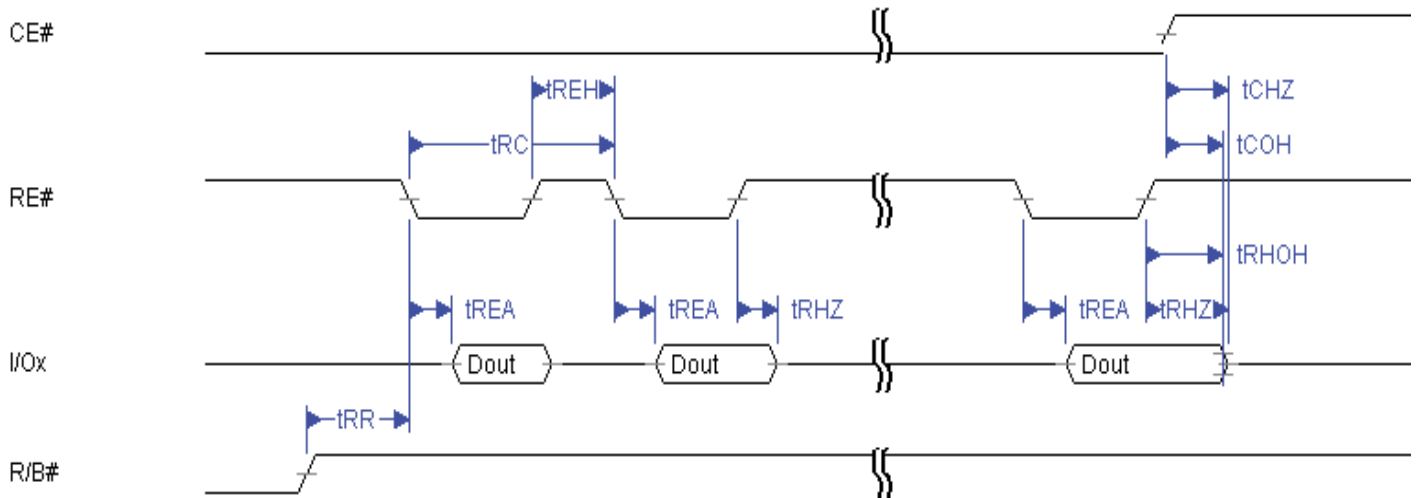 CE#
tREH
tCHZ
tRC
tCOH
RE#
tRHOH
tREA
tREA
tRHZ
tREA
tRHZ
I/Ox
Dout
Dout
Dout
tRR
R/B#